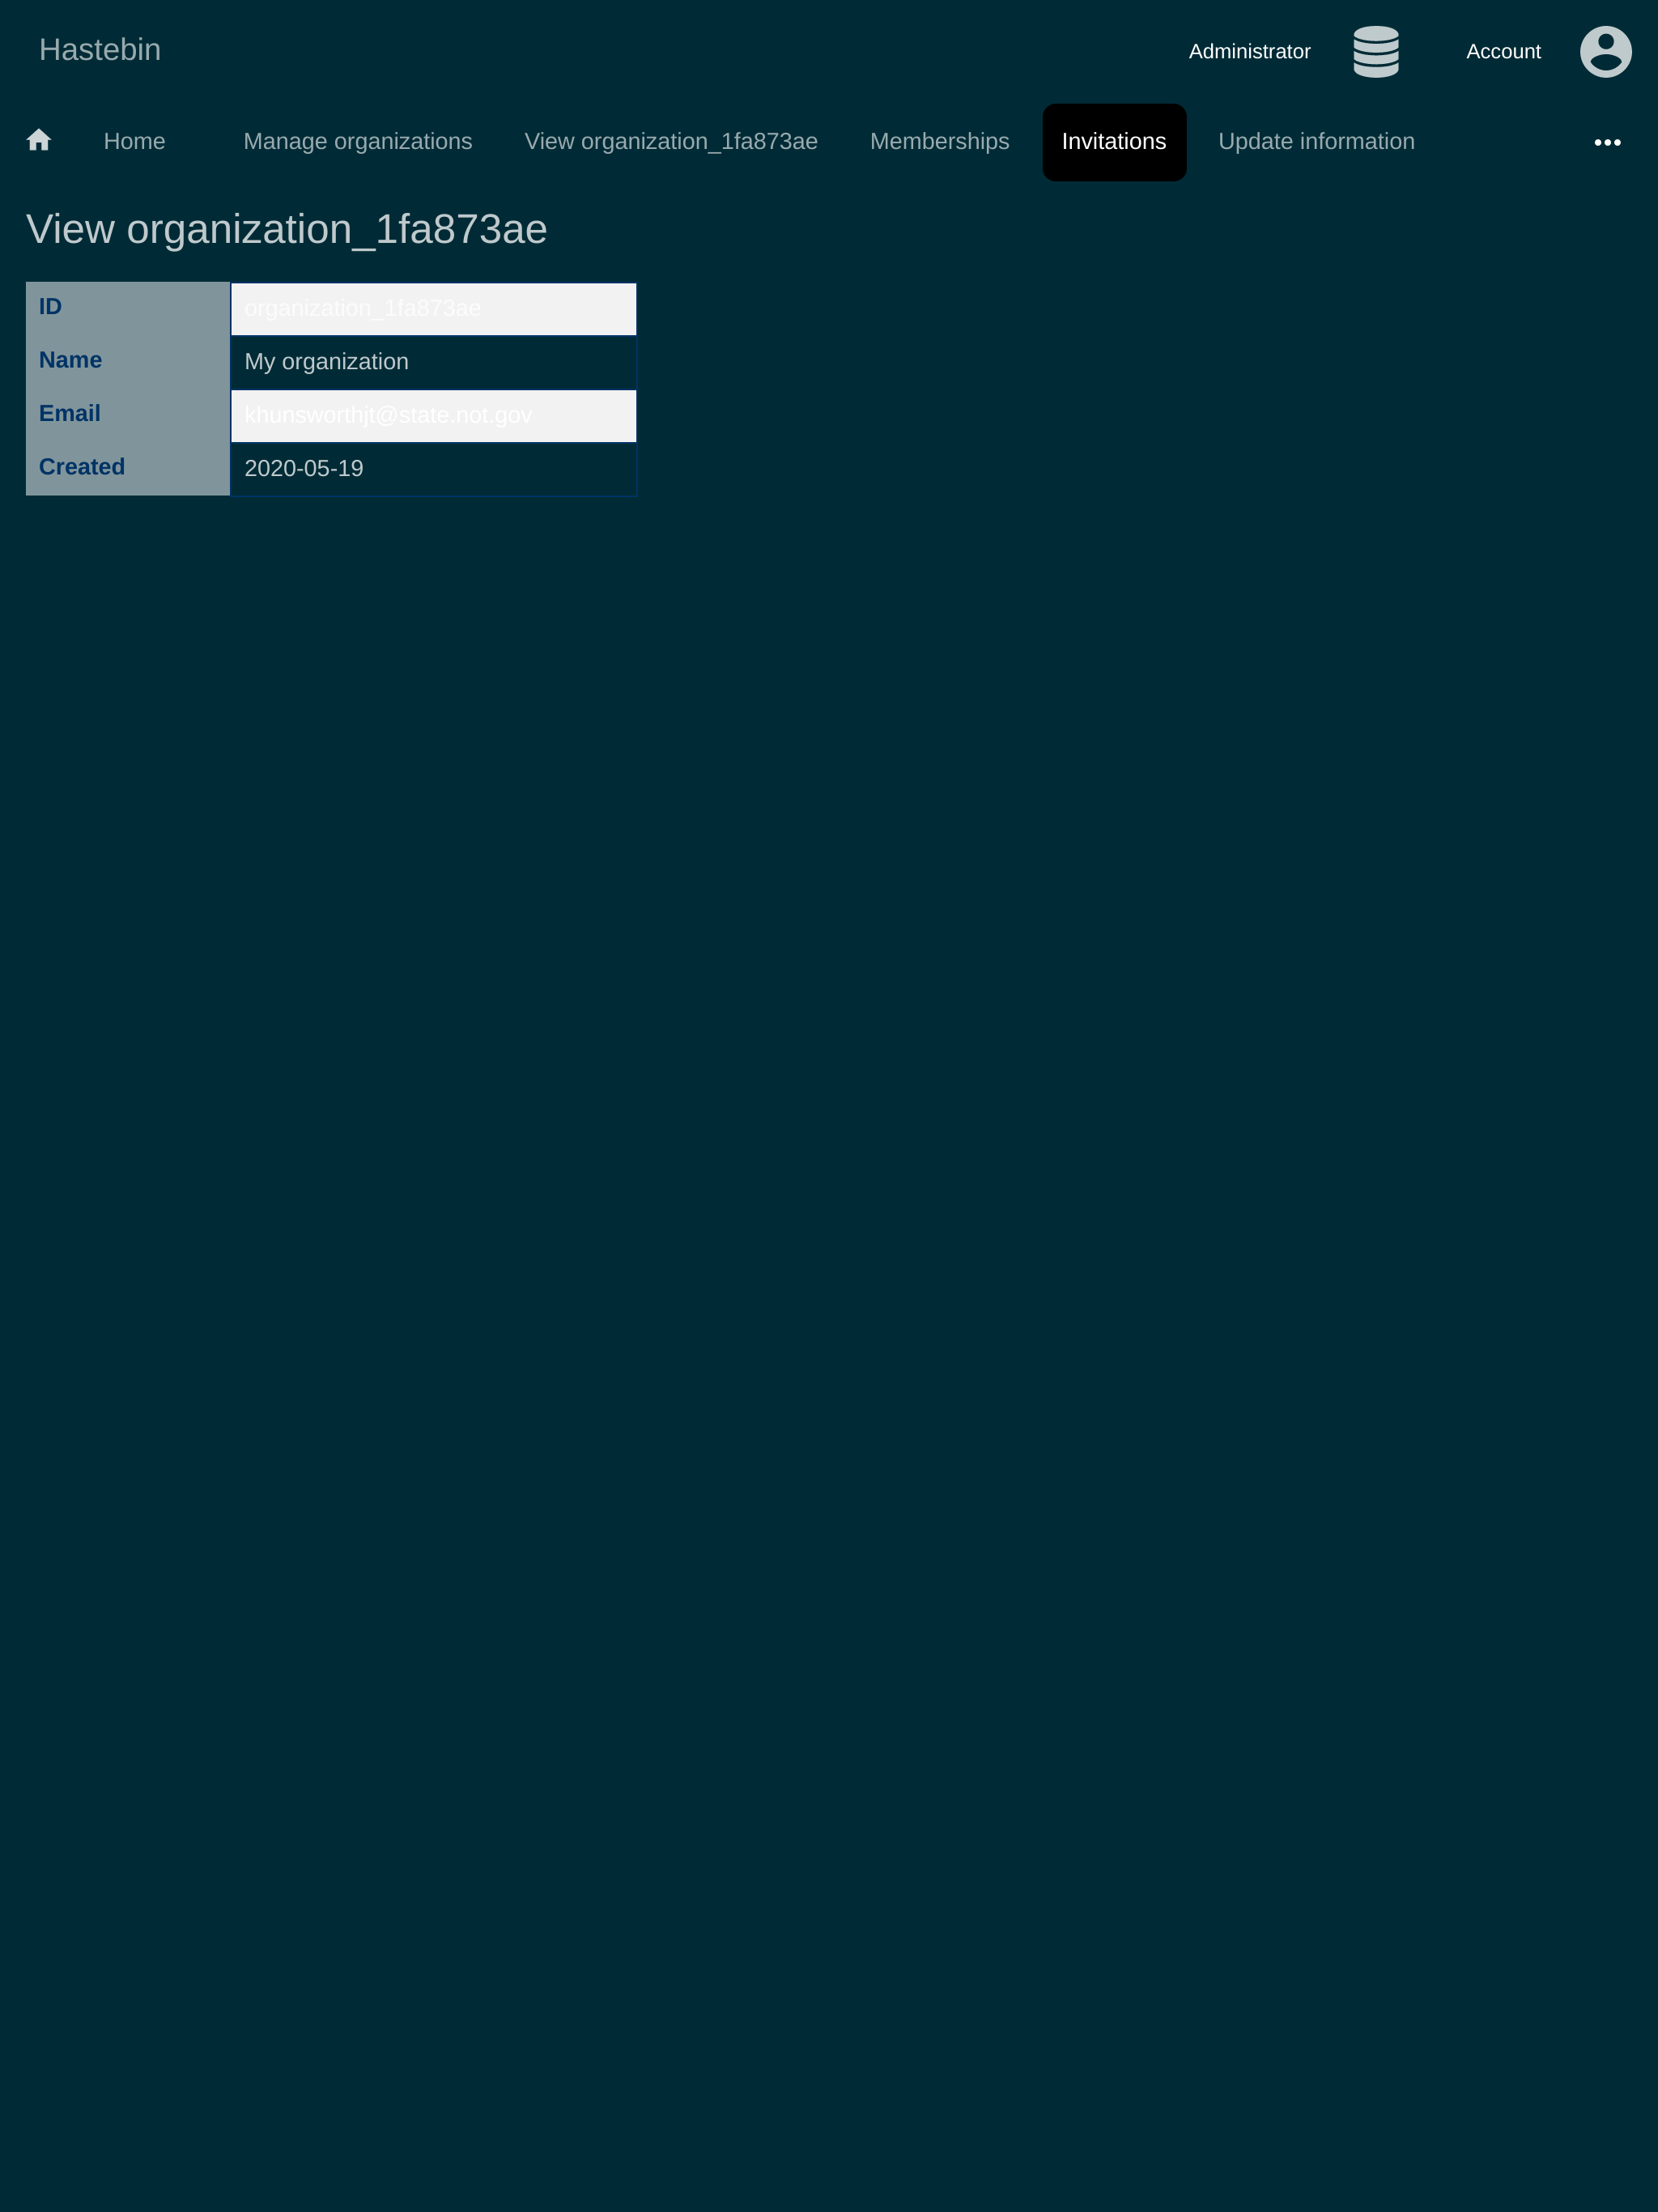 Hastebin Administrator Account
Home Manage organizations View organization_1fa873ae Memberships Invitations Update information
View organization_1fa873ae
ID organization_1fa873ae
Name My organization
Email khunsworthjt@state.not.gov
Created 2020-05-19